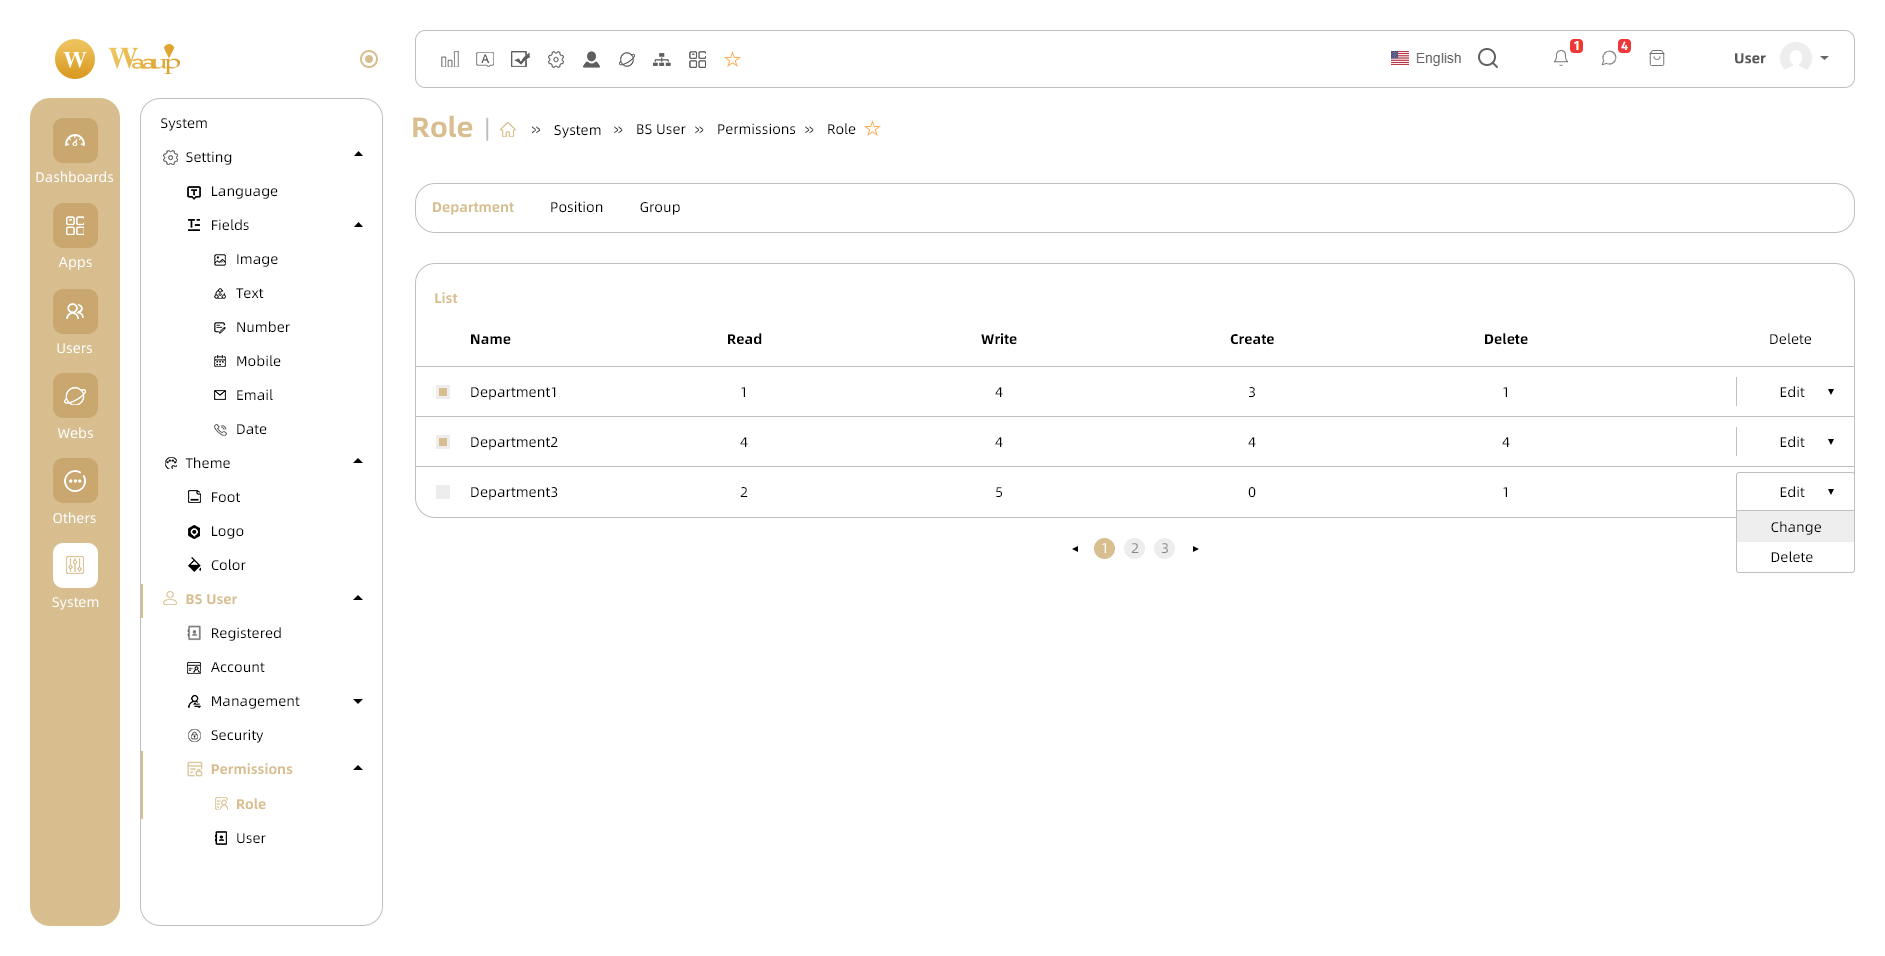 W Waaup
A
English
1
4
User
Dashboards
Apps
Users
Webs
Others
System
System
Setting
Language
Fields
Image
Text
Number
Mobile
Email
Date
Theme
Foot
Logo
Color
BS User
Registered
Account
Management
Security
Permissions
Role
User
Role | » System » BS User » Permissions » Role
Department Position Group
List
Name Read Write Create Delete Delete
Department1 1 4 3 1 Edit
Department2 4 4 4 4 Edit
Department3 2 5 0 1 Edit
Change
Delete
1 2 3